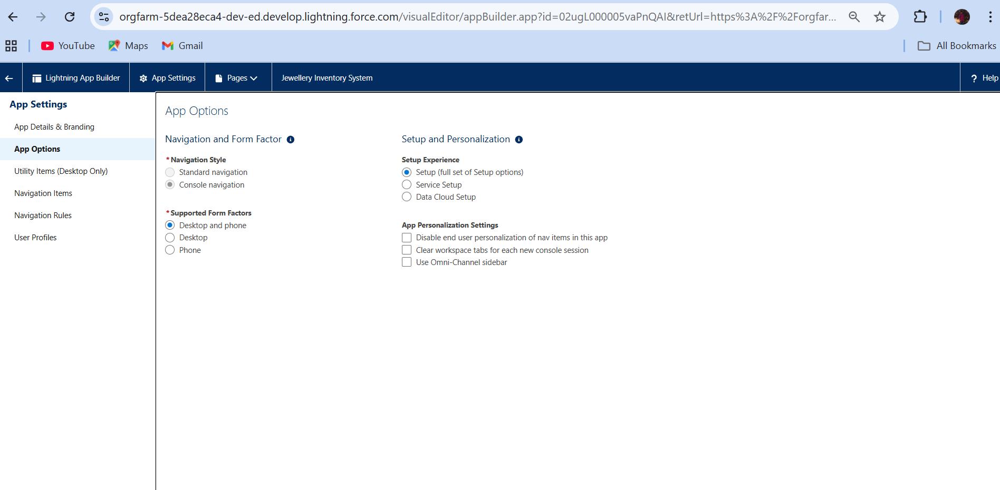 orgfarm-5dea28eca4-dev-ed.develop.lightning.force.com/visualEditor/appBuilder.app?id=02ugL000005vaPnQAI&retUrl=https%3A%2F%2Forgfar...
YouTube Maps Gmail All Bookmarks
Lightning App Builder App Settings Pages Jewellery Inventory System ? Help
App Settings
App Details & Branding
App Options
Utility Items (Desktop Only)
Navigation Items
Navigation Rules
User Profiles
App Options
Navigation and Form Factor
*Navigation Style
Standard navigation
Console navigation
*Supported Form Factors
Desktop and phone
Desktop
Phone
Setup and Personalization
Setup Experience
Setup (full set of Setup options)
Service Setup
Data Cloud Setup
App Personalization Settings
Disable end user personalization of nav items in this app
Clear workspace tabs for each new console session
Use Omni-Channel sidebar